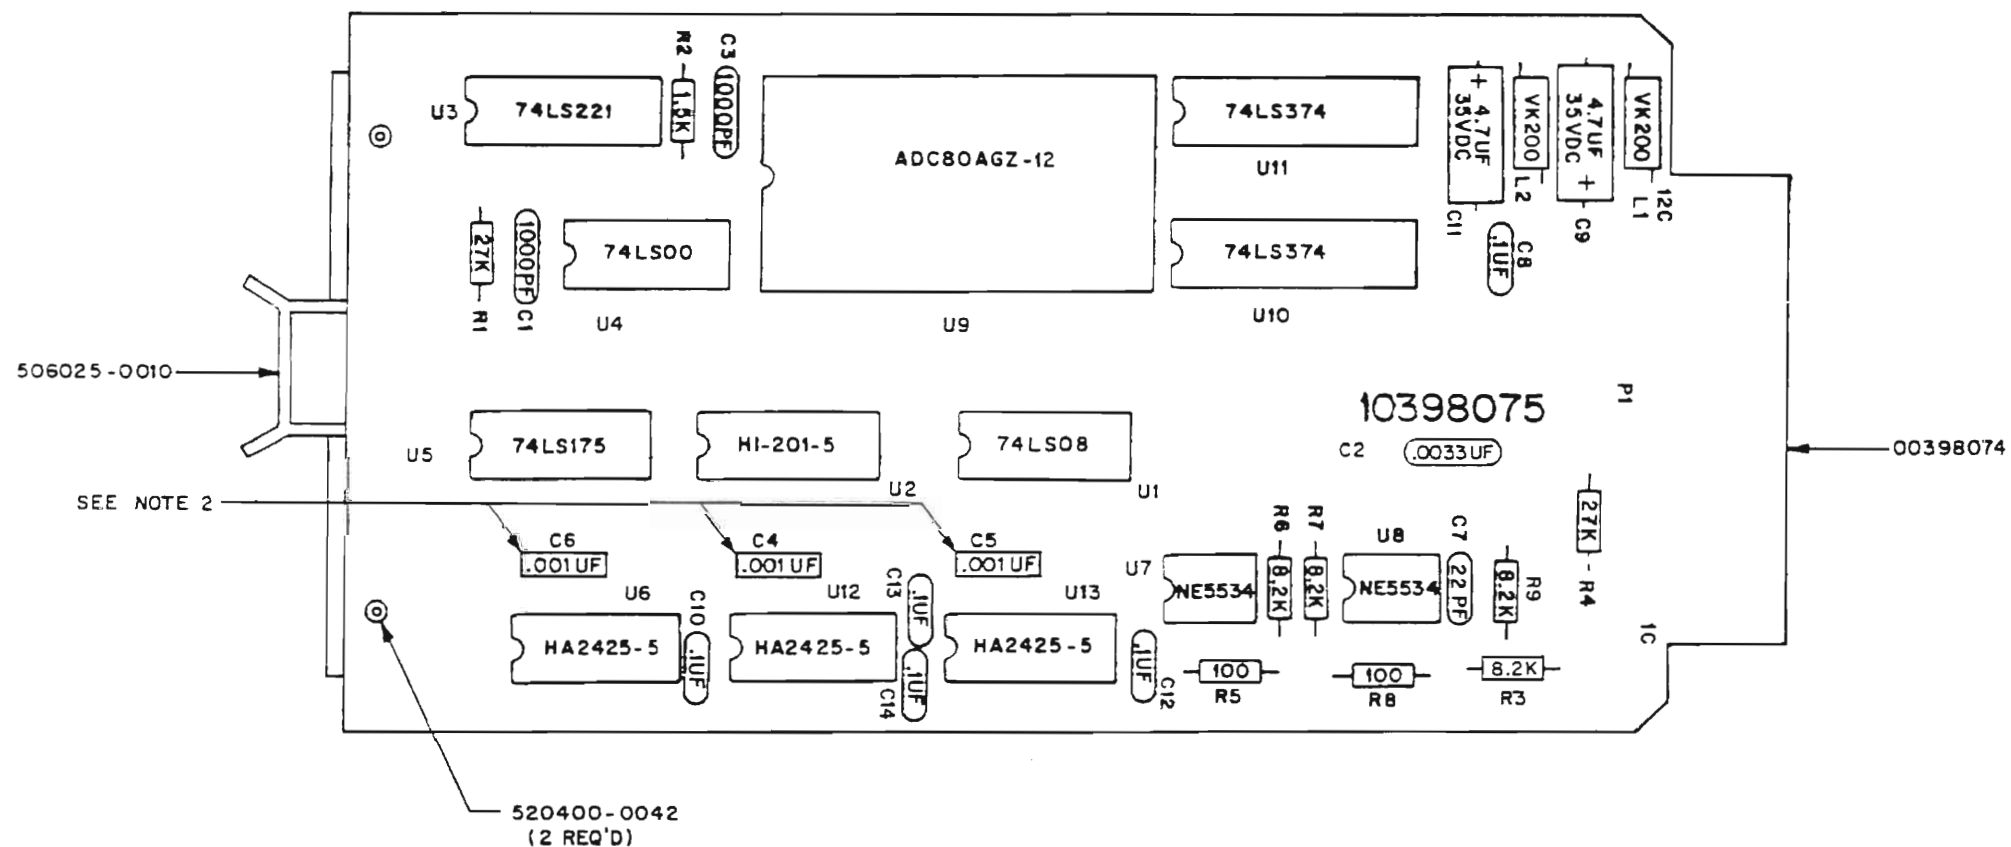 R2
C3
U3
74LS221
1.5K
1000PF
ADC80AGZ-12
74LS374
U11
+ 4.7UF
35VDC
C11
VK200
L2
4.7UF +
35VDC
C9
VK200
L1
12C
27K
R1
1000PF
C1
74LS00
U4
U9
74LS374
U10
.1UF
C8
506025-0010
10398075
P1
U5
74LS175
HI-201-5
U2
74LS08
U1
C2
.0033UF
00398074
SEE NOTE 2
C6
.001UF
C4
.001UF
C5
.001UF
U7
NE5534
R6
8.2K
R7
8.2K
U8
NE5534
C7
22PF
8.2K
R9
27K
R4
1C
U6
HA2425-5
C10
.1UF
U12
HA2425-5
C13
.1UF
C14
.1UF
U13
HA2425-5
.1UF
C12
100
R5
100
R8
8.2K
R3
520400-0042
(2 REQ'D)